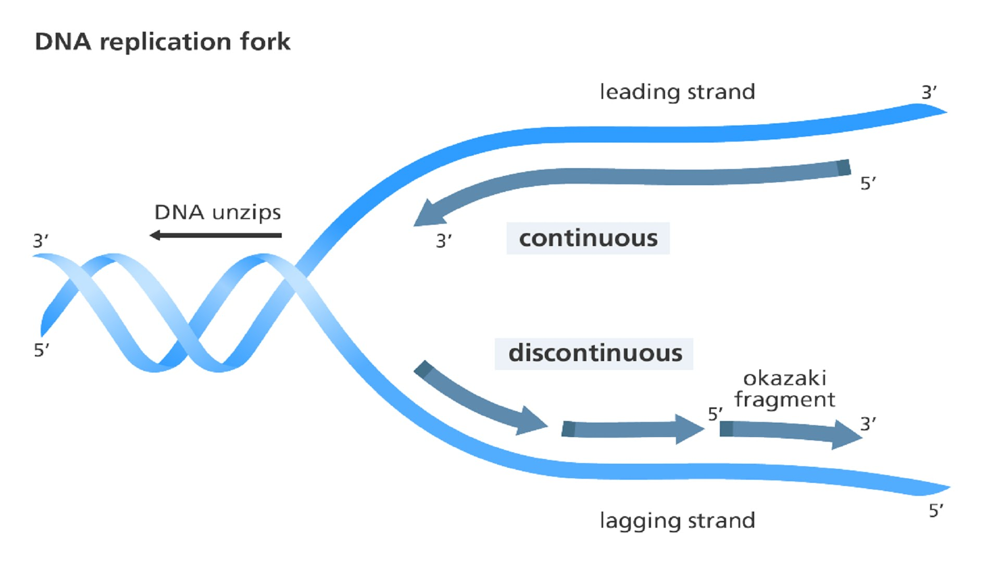 DNA replication fork
leading strand
3’
5’
DNA unzips
3’
3’
continuous
5’
discontinuous
okazaki
fragment
5’
3’
5’
lagging strand